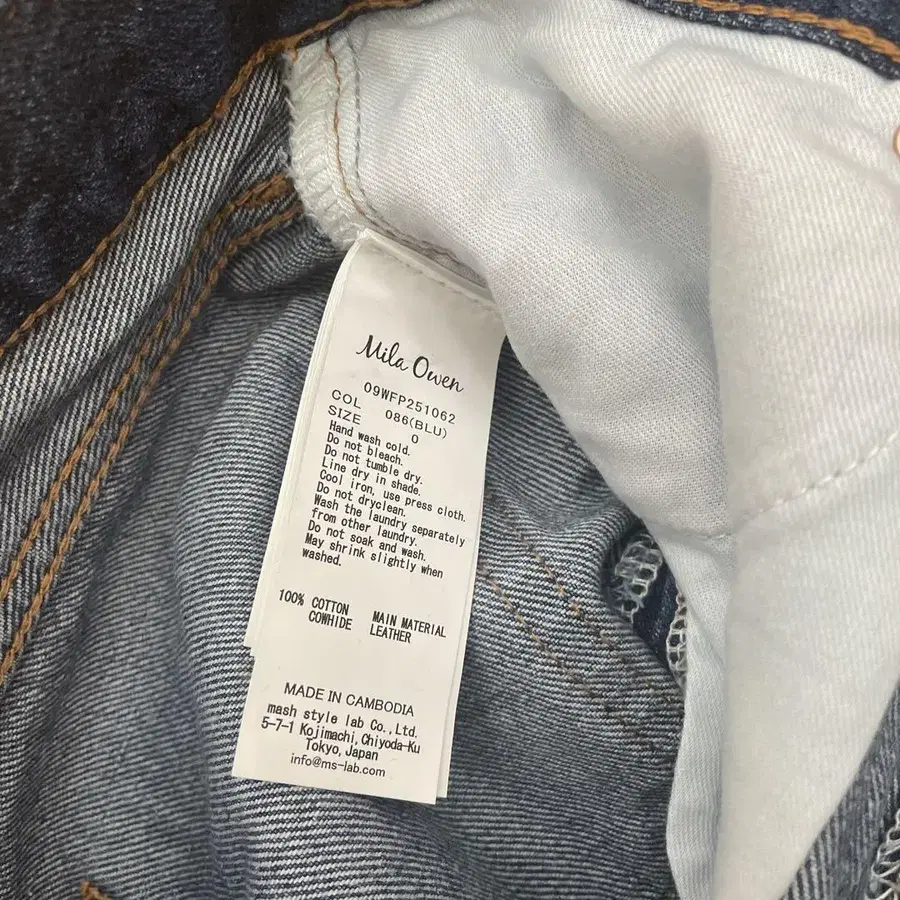 Mila Owen
09WFP251062
COL 086(BLU)
SIZE 0
Hand wash cold.
Do not bleach.
Do not tumble dry.
Line dry in shade.
Cool iron, use press cloth.
Do not dryclean.
Wash the laundry separately
from other laundry.
Do not soak and wash.
May shrink slightly when
washed.
100% COTTON MAIN MATERIAL
COWHIDE LEATHER
MADE IN CAMBODIA
mash style lab Co.,Ltd.
5-7-1 Kojimachi,Chiyoda-Ku
Tokyo,Japan
info@ms-lab.com